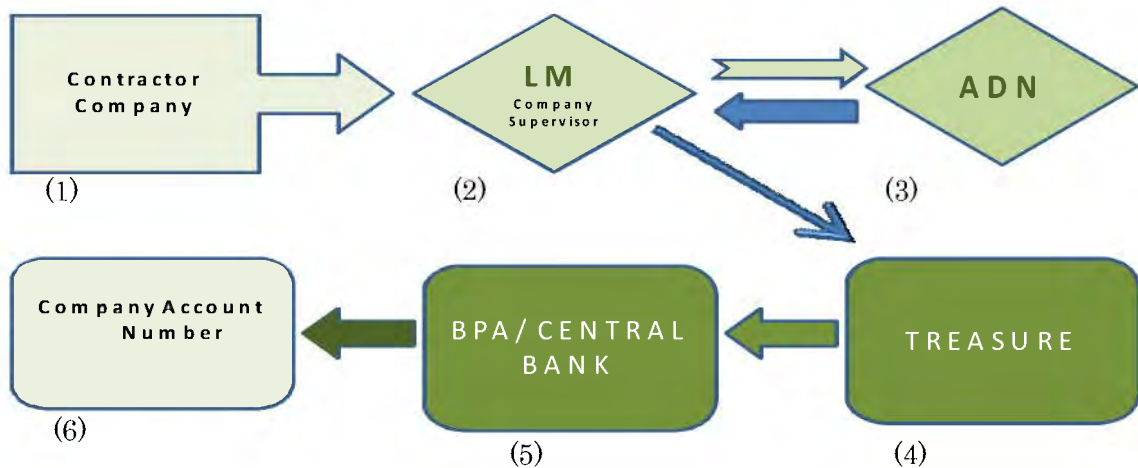 Contractor
Company
LM
Company
Supervisor
ADN
(1)
(2)
(3)
Company Account
Number
BPA/CENTRAL
BANK
TREASURE
(6)
(5)
(4)